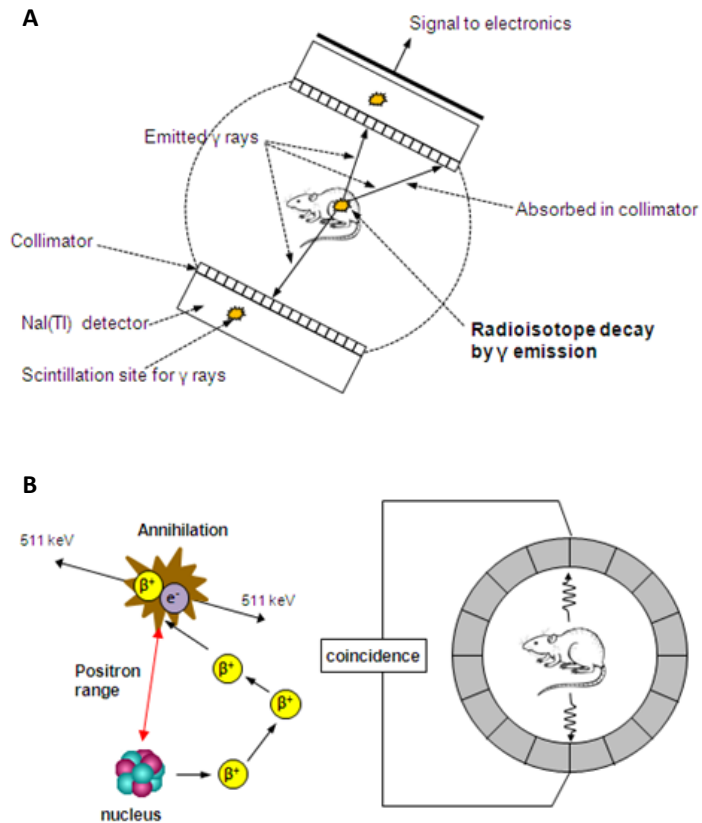 A
Signal to electronics
Emitted γ rays
Absorbed in collimator
Collimator
NaI(Tl) detector
Radioisotope decay
by γ emission
Scintillation site for γ rays
B
Annihilation
511 keV
β⁺
e⁻
511 keV
coincidence
β⁺
Positron
range
β⁺
β⁺
nucleus